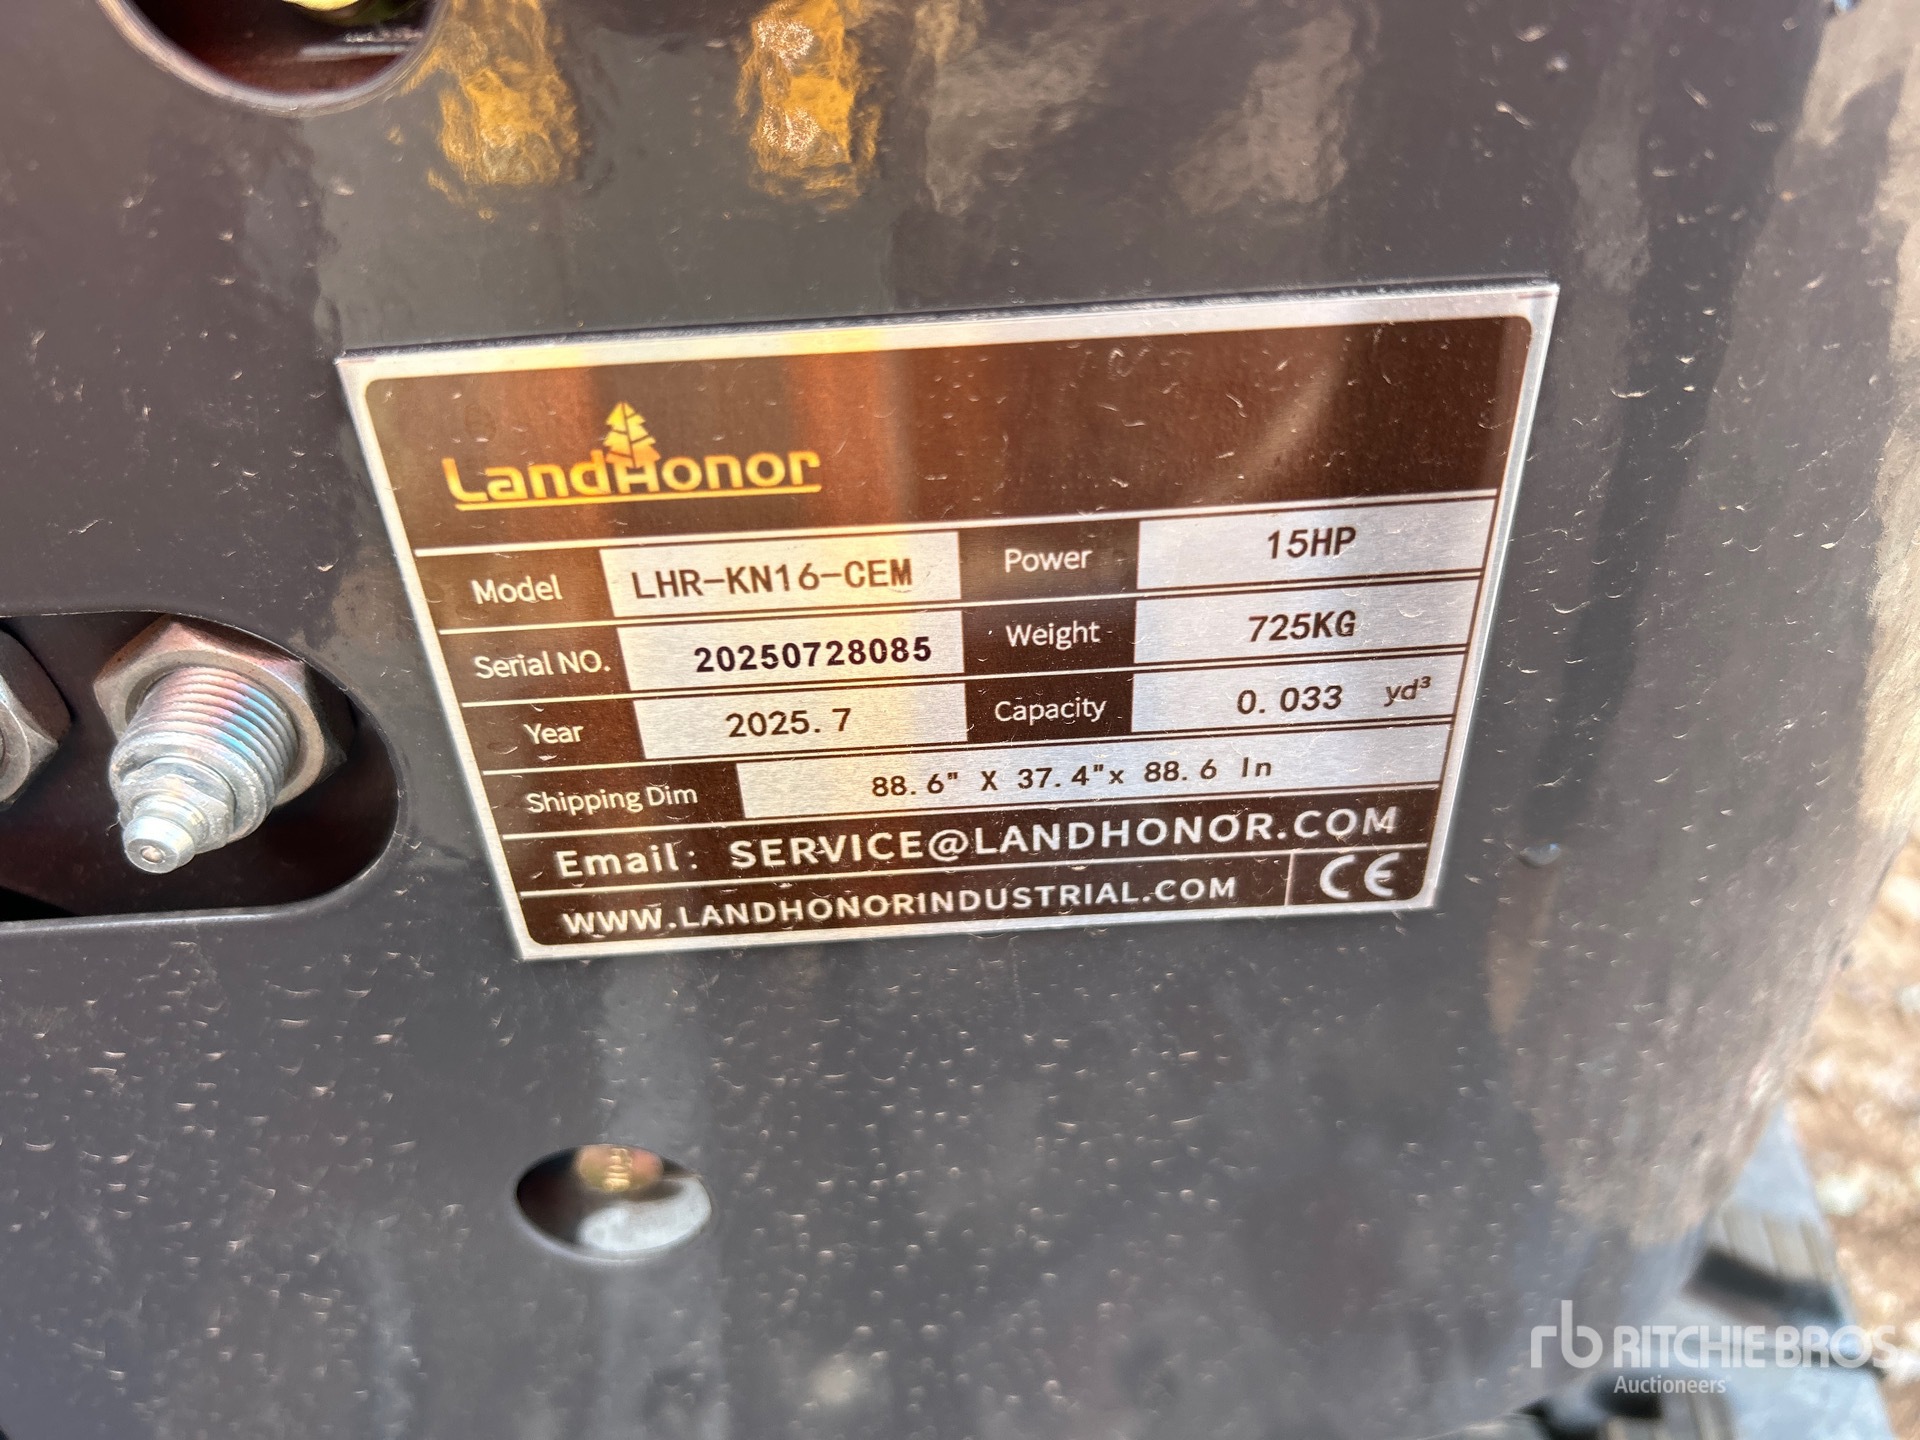 LandHonor
Model LHR-KN16-CEM Power 15HP
Serial NO. 20250728085 Weight 725KG
Year 2025.7 Capacity 0.033 yd³
Shipping Dim 88.6" X 37.4"x 88.6 In
Email: SERVICE@LANDHONOR.COM
WWW.LANDHONORINDUSTRIAL.COM CE
rb RITCHIE BROS
Auctioneers